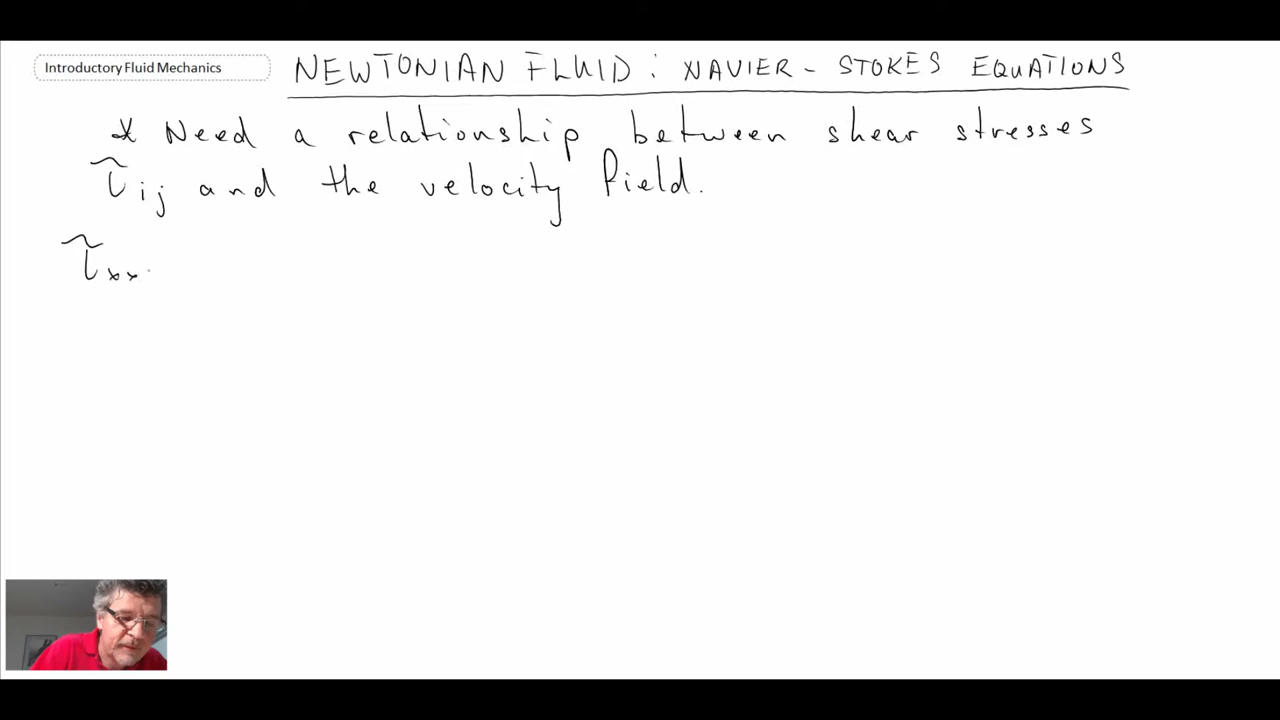 Introductory Fluid Mechanics
NEWTONIAN FLUID : NAVIER - STOKES EQUATIONS
* Need a relationship between shear stresses
τij and the velocity field.
τxx